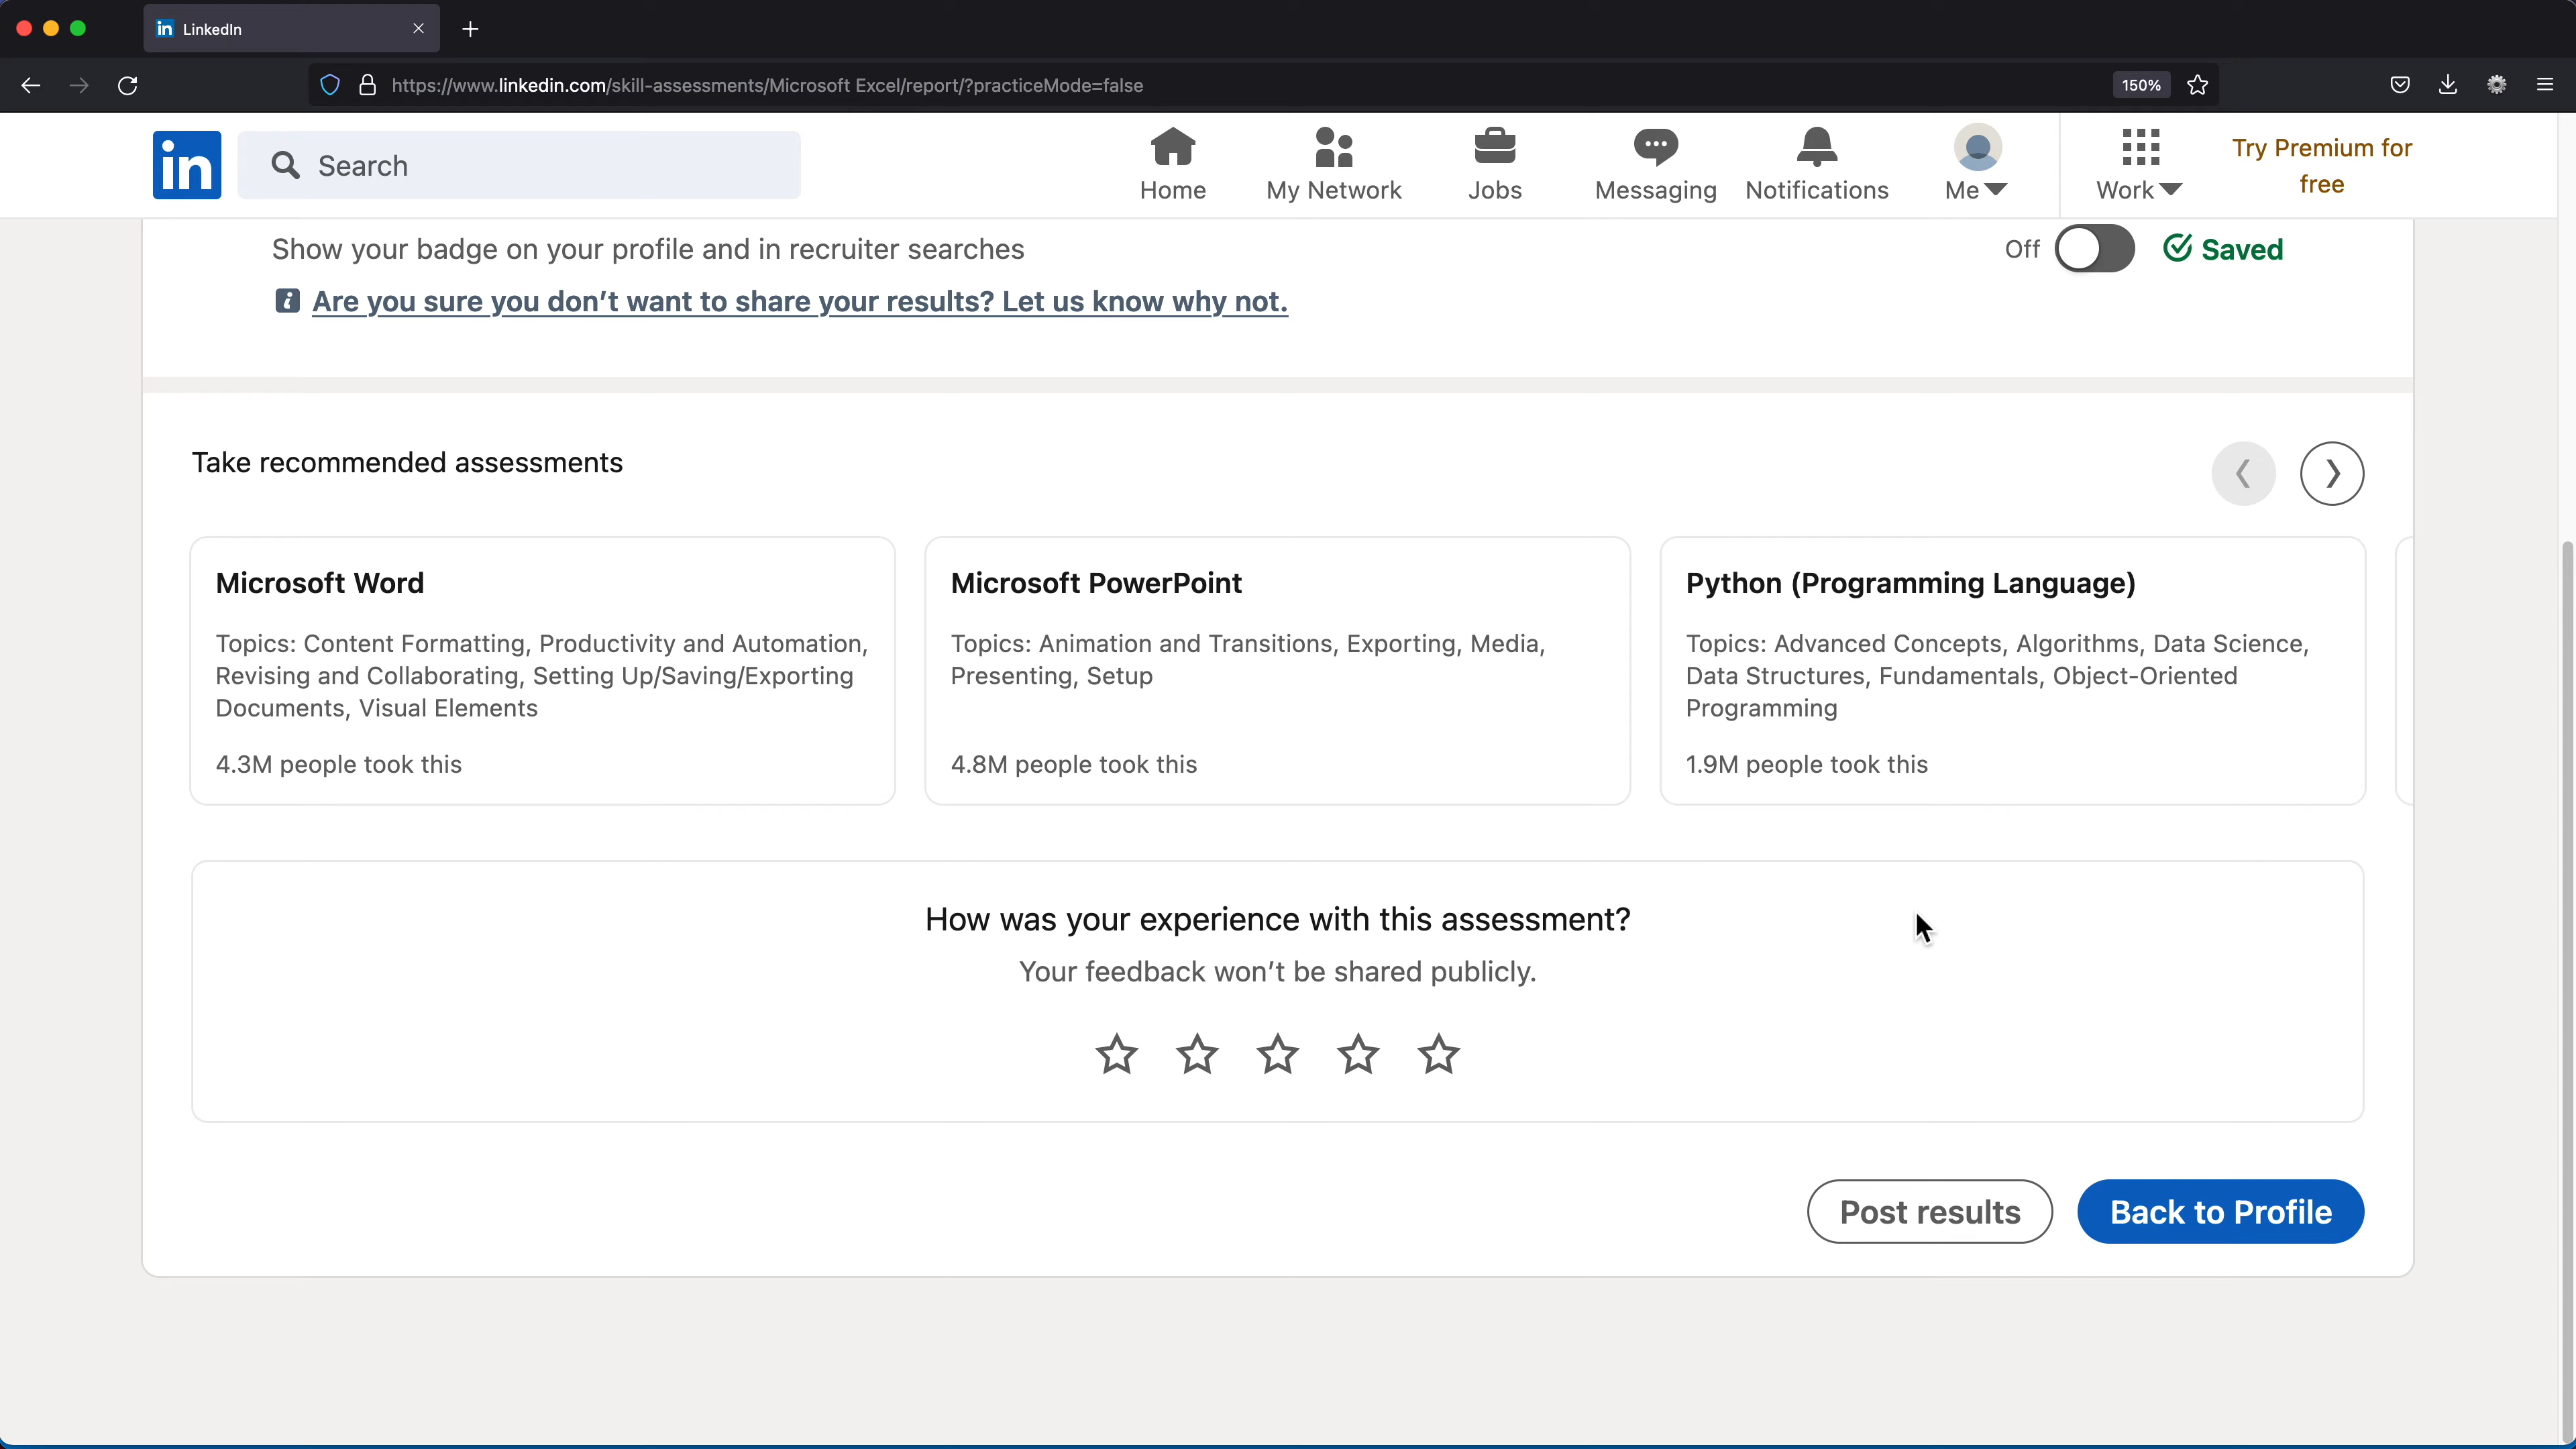 LinkedIn
https://www.linkedin.com/skill-assessments/Microsoft Excel/report/?practiceMode=false
150%
in
Search
Home
My Network
Jobs
Messaging
Notifications
Me
Work
Try Premium for
free
Show your badge on your profile and in recruiter searches
Off
Saved
Are you sure you don’t want to share your results? Let us know why not.
Take recommended assessments
Microsoft Word
Topics: Content Formatting, Productivity and Automation,
Revising and Collaborating, Setting Up/Saving/Exporting
Documents, Visual Elements
4.3M people took this
Microsoft PowerPoint
Topics: Animation and Transitions, Exporting, Media,
Presenting, Setup
4.8M people took this
Python (Programming Language)
Topics: Advanced Concepts, Algorithms, Data Science,
Data Structures, Fundamentals, Object-Oriented
Programming
1.9M people took this
How was your experience with this assessment?
Your feedback won’t be shared publicly.
Post results
Back to Profile